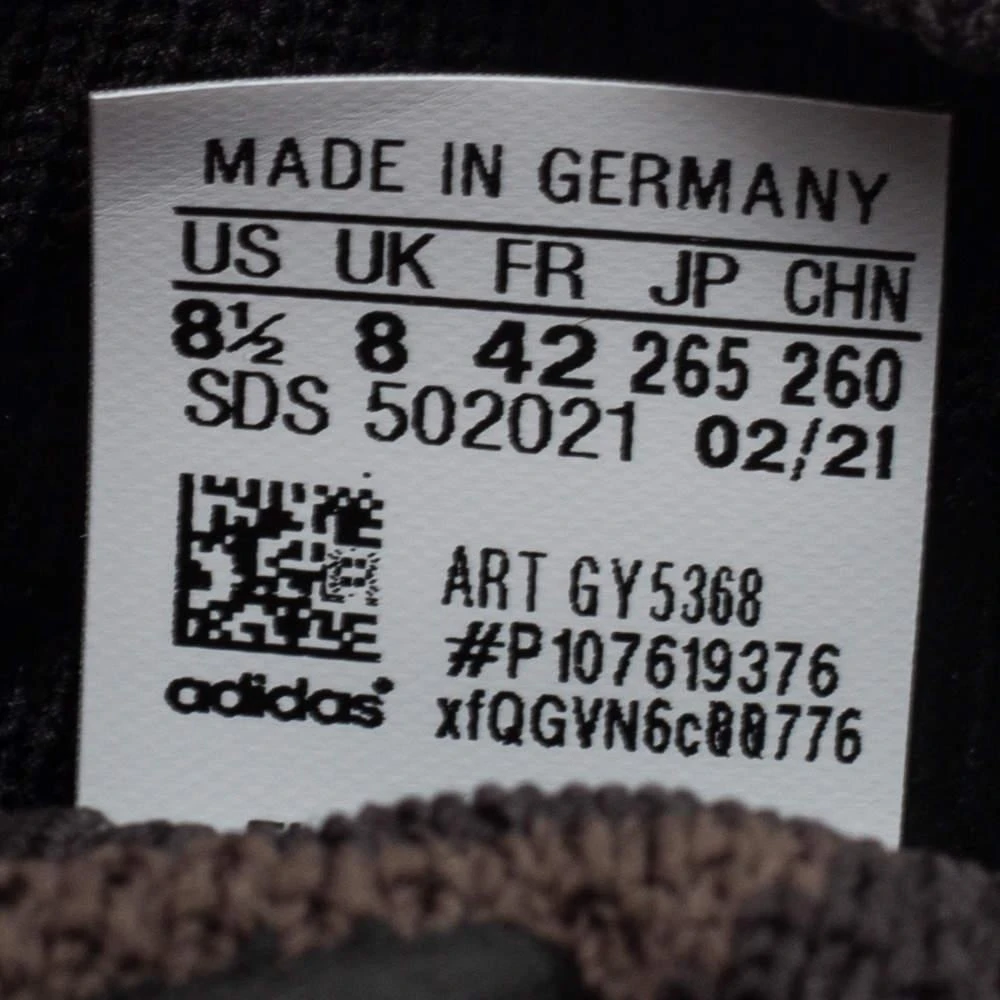 MADE IN GERMANY
US UK FR JP CHN
8½ 8 42 265 260
SDS 502021 02/21
ART GY5368
#P107619376
adidas®